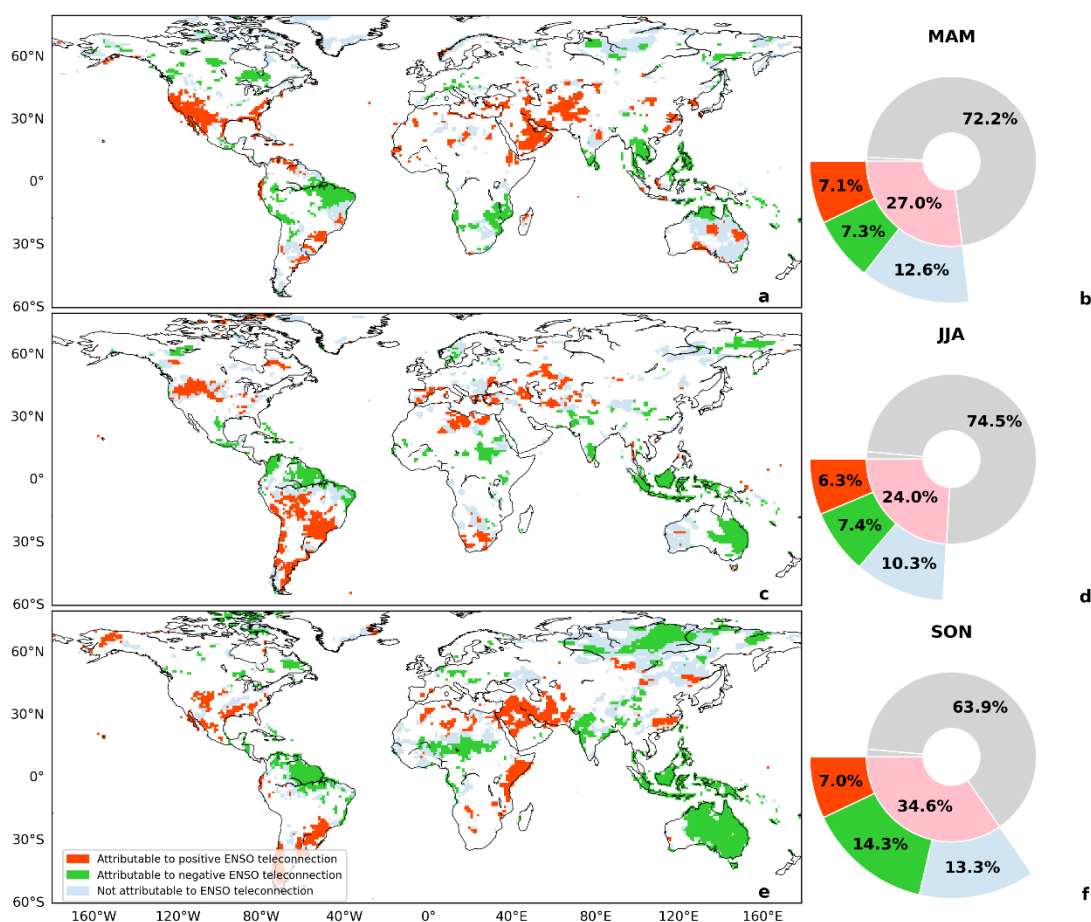 MAM
60°N
30°N
0°
30°S
60°S
a
72.2%
7.1%
27.0%
7.3%
12.6%
b
JJA
60°N
30°N
0°
30°S
60°S
c
74.5%
6.3%
24.0%
7.4%
10.3%
d
SON
60°N
30°N
0°
30°S
60°S
Attributable to positive ENSO teleconnection
Attributable to negative ENSO teleconnection
Not attributable to ENSO teleconnection
e
63.9%
7.0%
34.6%
14.3%
13.3%
f
160°W 120°W 80°W 40°W 0° 40°E 80°E 120°E 160°E